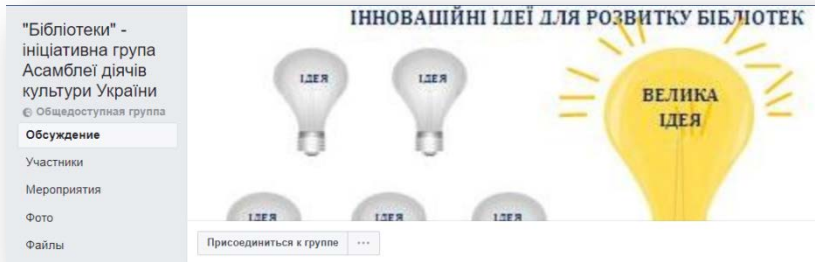 "Бібліотеки" -
ініціативна група
Асамблеї діячів
культури України
Общедоступная группа
Обсуждение
Участники
Мероприятия
Фото
Файлы
ІННОВАЦІЙНІ ІДЕЇ ДЛЯ РОЗВИТКУ БІБЛІОТЕК
ІДЕЯ
ІДЕЯ
ВЕЛИКА
ІДЕЯ
ІДЕЯ
ІДЕЯ
ІДЕЯ
Присоединиться к группе